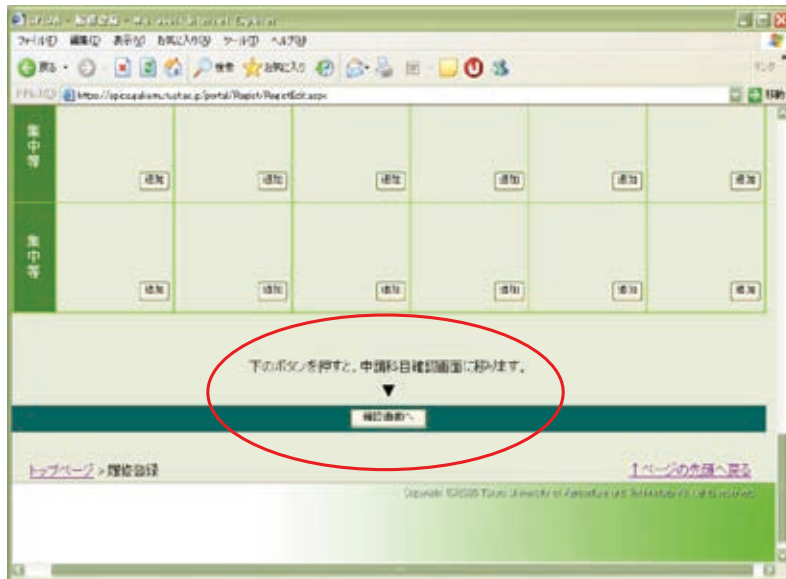 ファイル(F) 編集(E) 表示(V) お気に入り(A) ツール(T) ヘルプ(H)
戻る 検索 お気に入り
移動
集中等
追加 追加 追加 追加 追加 追加
集中等
追加 追加 追加 追加 追加 追加
下のボタンを押すと、申請科目確認画面に移ります。
▼
確認画面へ
トップページ > 履修登録
↑ページの先頭へ戻る